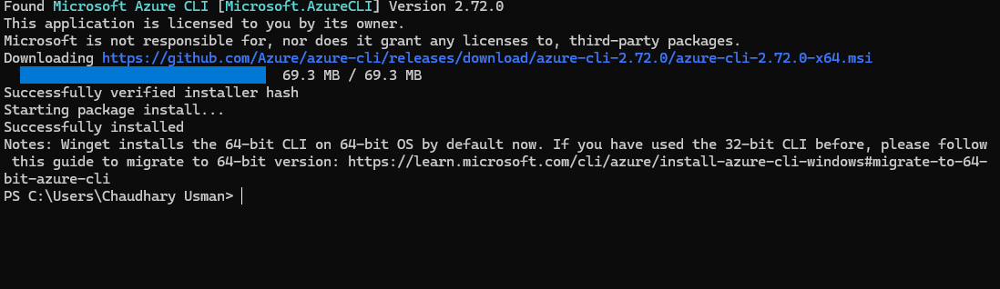 Found Microsoft Azure CLI [Microsoft.AzureCLI] Version 2.72.0
This application is licensed to you by its owner.
Microsoft is not responsible for, nor does it grant any licenses to, third-party packages.
Downloading https://github.com/Azure/azure-cli/releases/download/azure-cli-2.72.0/azure-cli-2.72.0-x64.msi
69.3 MB / 69.3 MB
Successfully verified installer hash
Starting package install...
Successfully installed
Notes: Winget installs the 64-bit CLI on 64-bit OS by default now. If you have used the 32-bit CLI before, please follow
this guide to migrate to 64-bit version: https://learn.microsoft.com/cli/azure/install-azure-cli-windows#migrate-to-64-
bit-azure-cli
PS C:\Users\Chaudhary Usman>